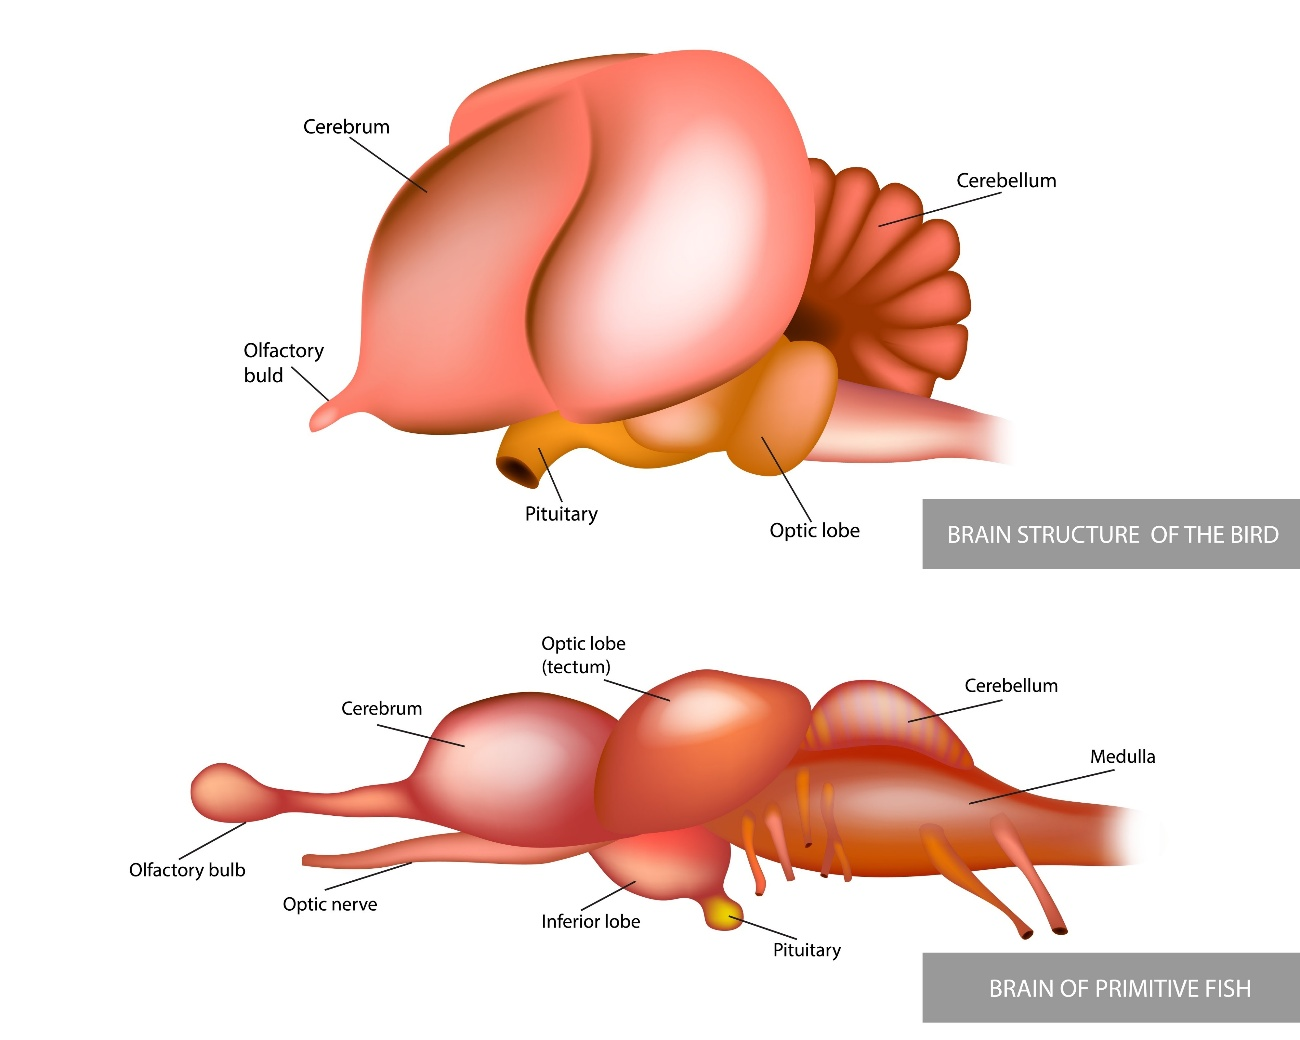 Cerebrum
Cerebellum
Olfactory
buld
Pituitary
Optic lobe
BRAIN STRUCTURE OF THE BIRD
Optic lobe
(tectum)
Cerebellum
Cerebrum
Medulla
Olfactory bulb
Optic nerve
Inferior lobe
Pituitary
BRAIN OF PRIMITIVE FISH